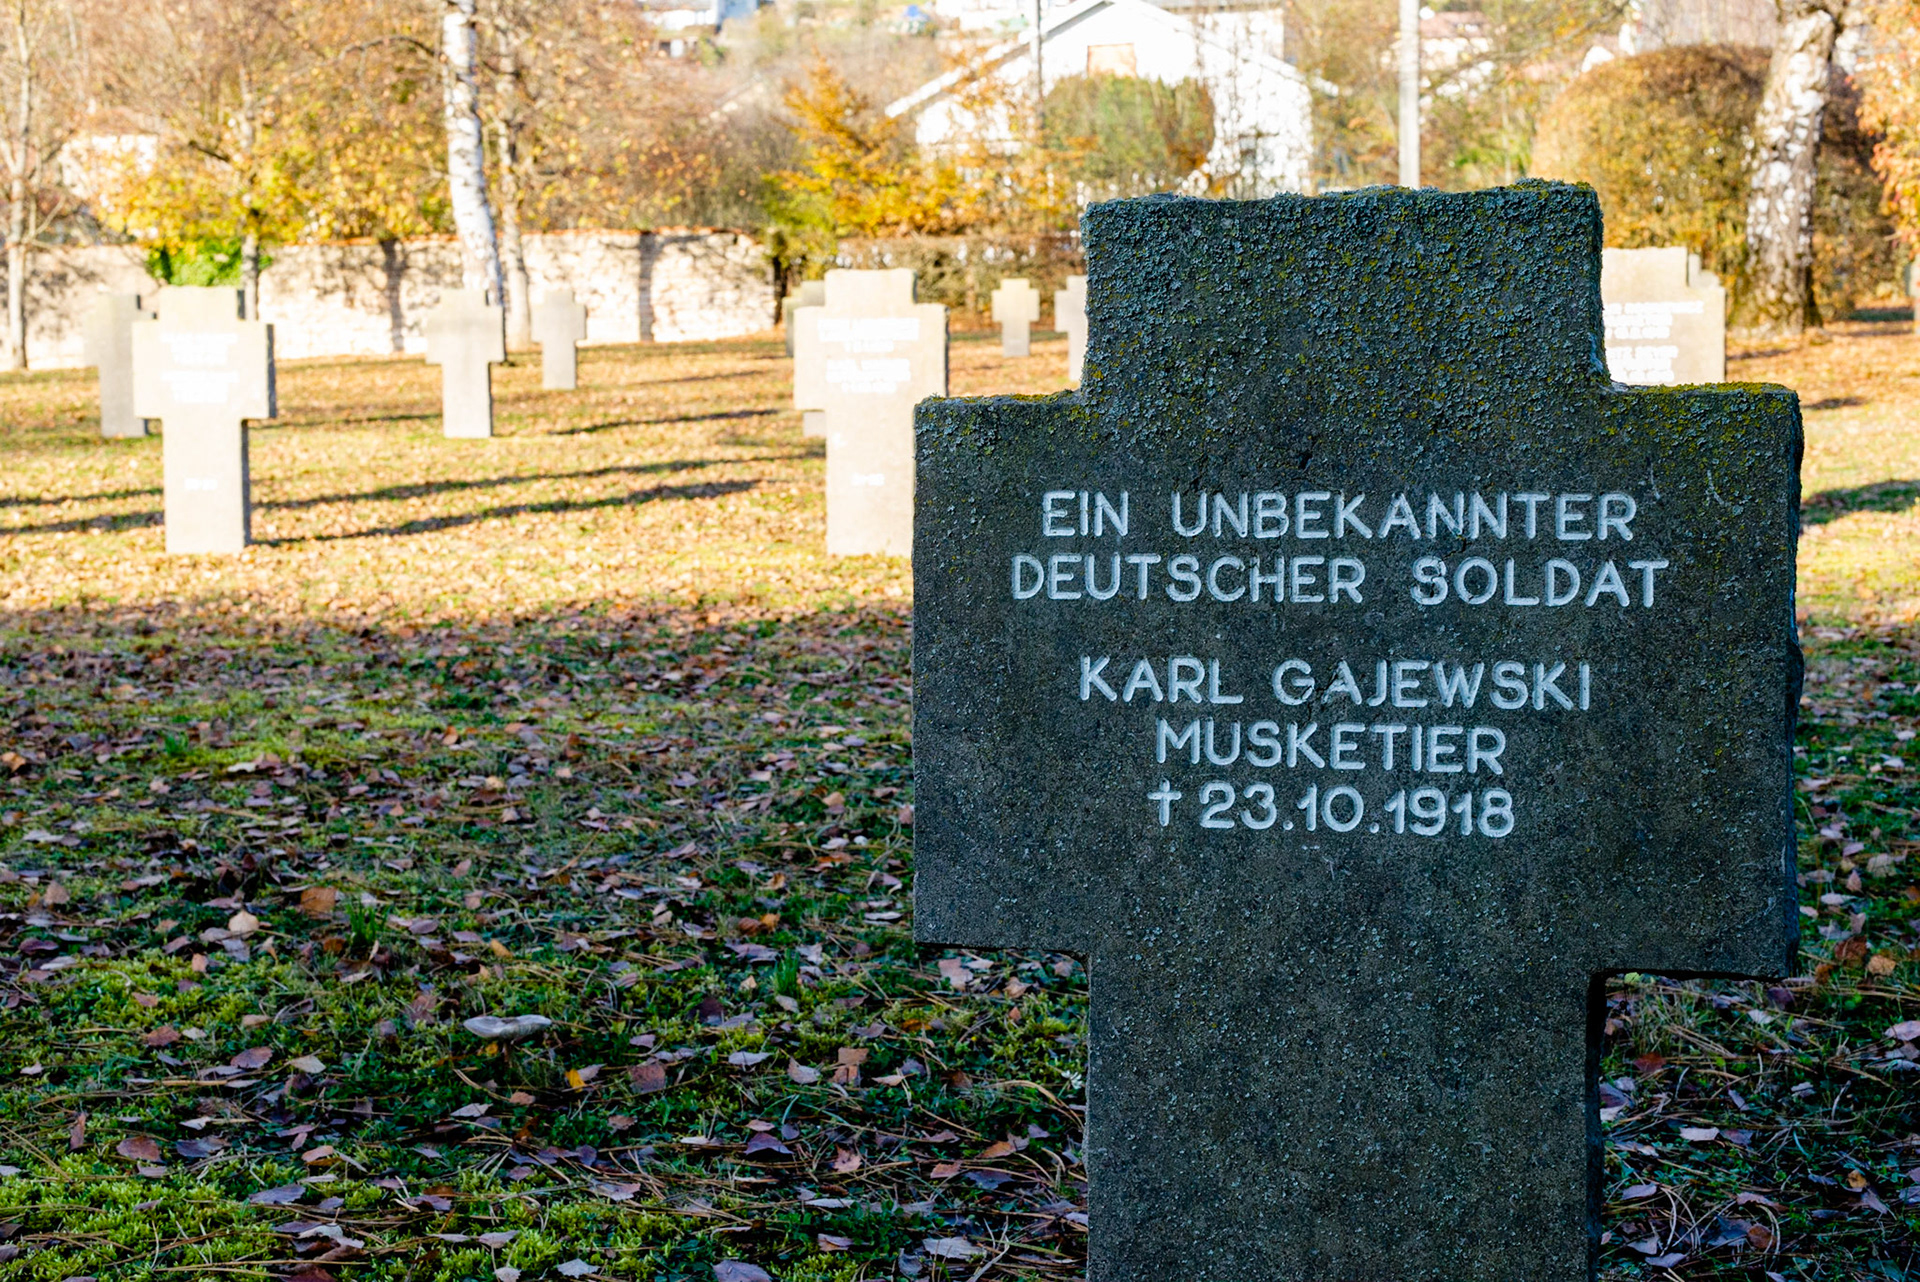 EIN UNBEKANNTER
DEUTSCHER SOLDAT
KARL GAJEWSKI
MUSKETIER
† 23.10.1918